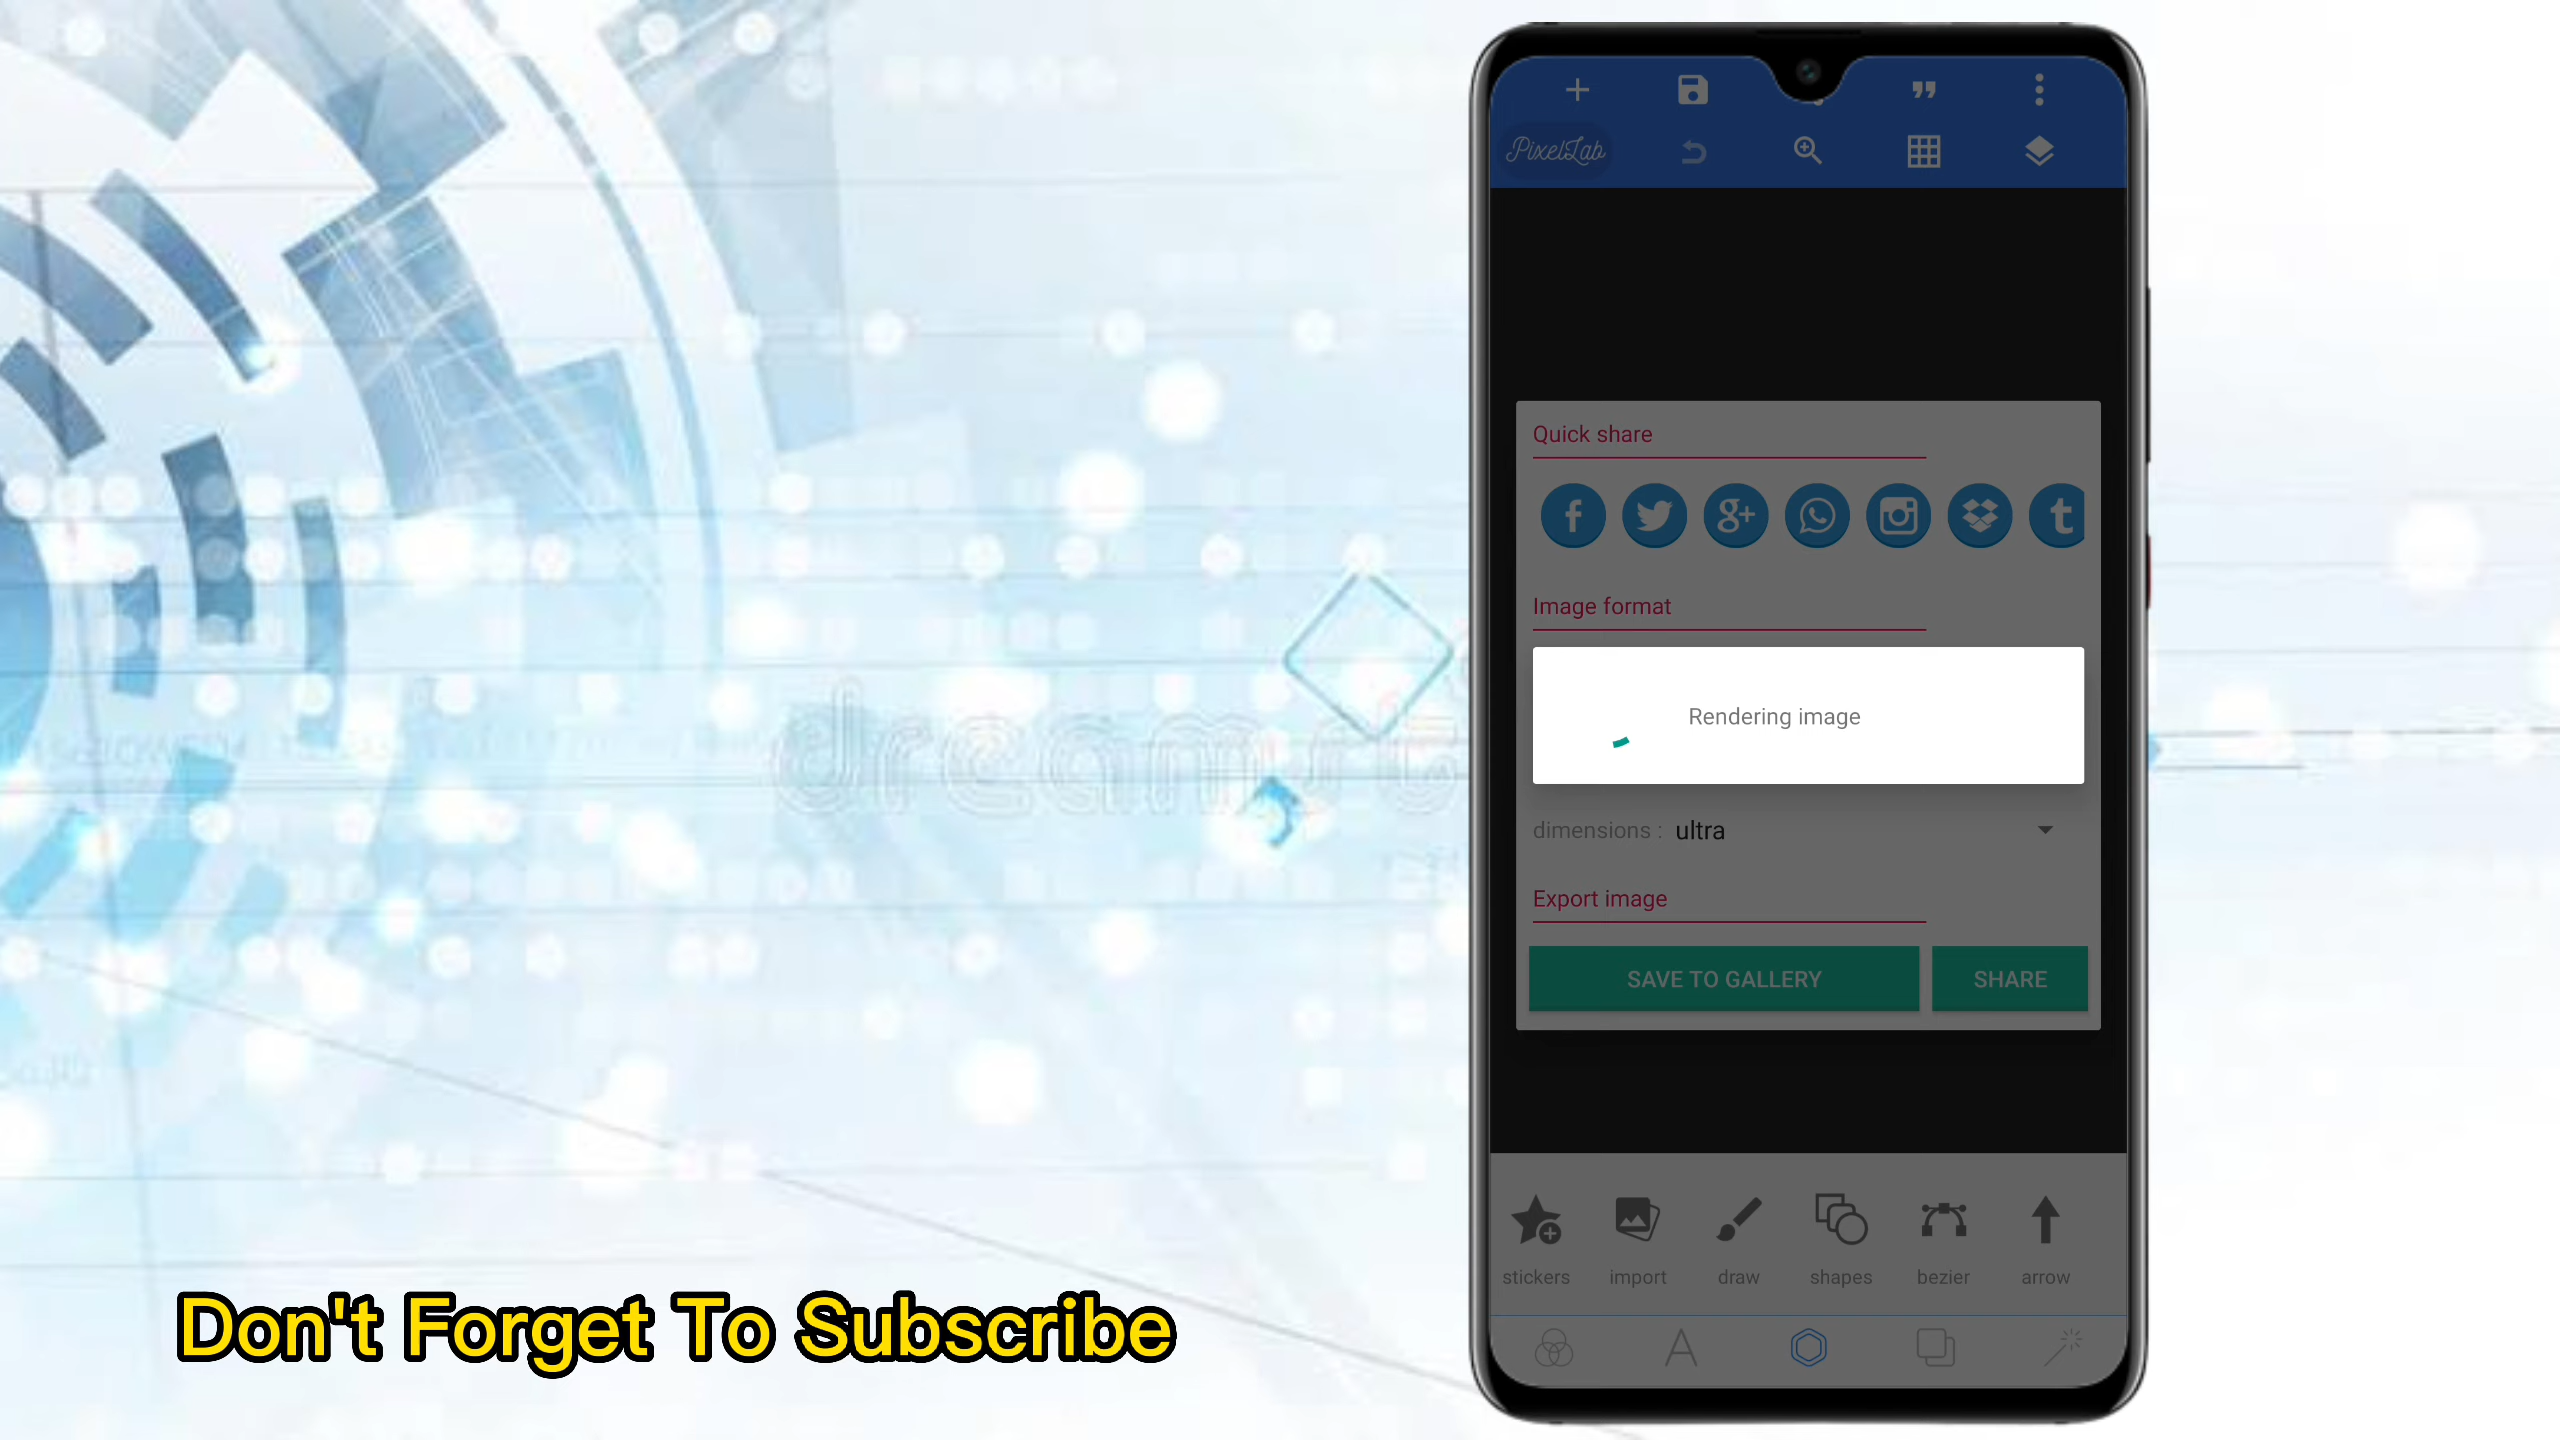 PixelLab
Quick share
Image format
Rendering image
dimensions : ultra
Export image
SAVE TO GALLERY SHARE
stickers import draw shapes bezier arrow
Don't Forget To Subscribe